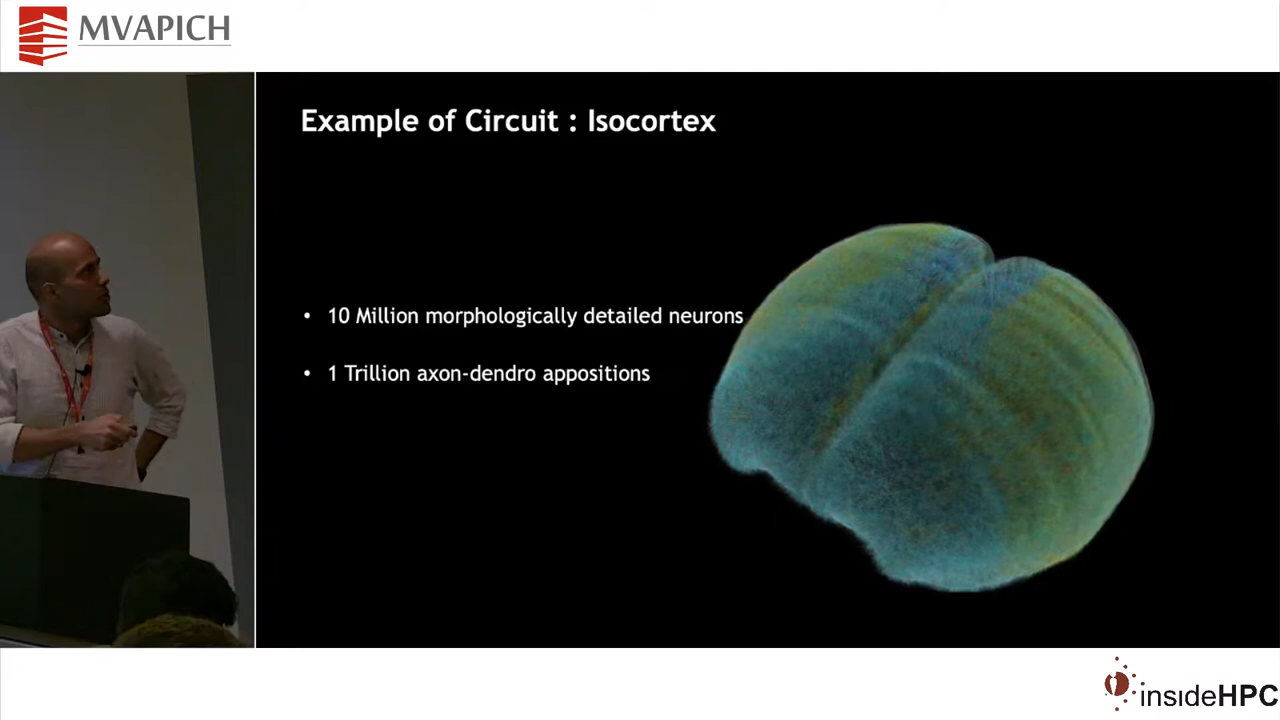 MVAPICH
Example of Circuit : Isocortex
• 10 Million morphologically detailed neurons
• 1 Trillion axon-dendro appositions
insideHPC